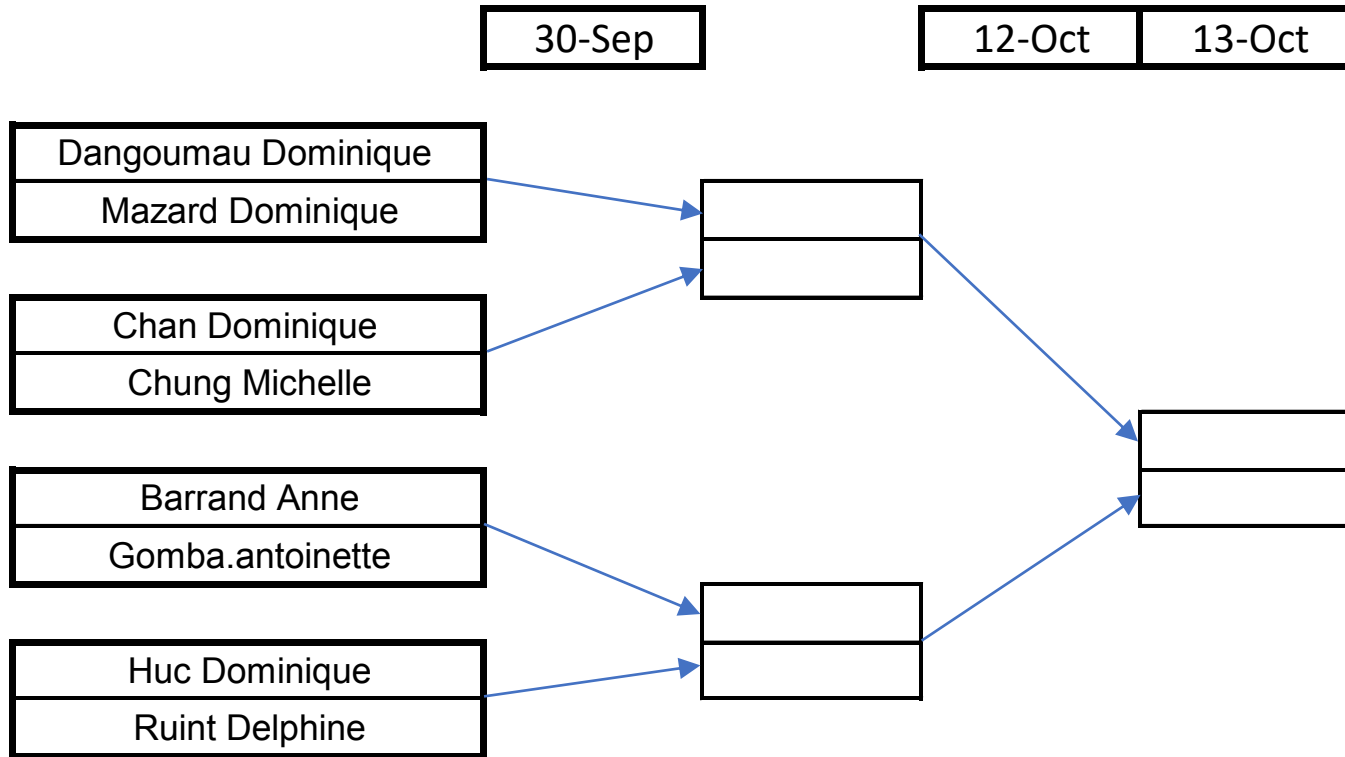 30-Sep 12-Oct 13-Oct
Dangoumau Dominique
Mazard Dominique
Chan Dominique
Chung Michelle
Barrand Anne
Gomba.antoinette
Huc Dominique
Ruint Delphine